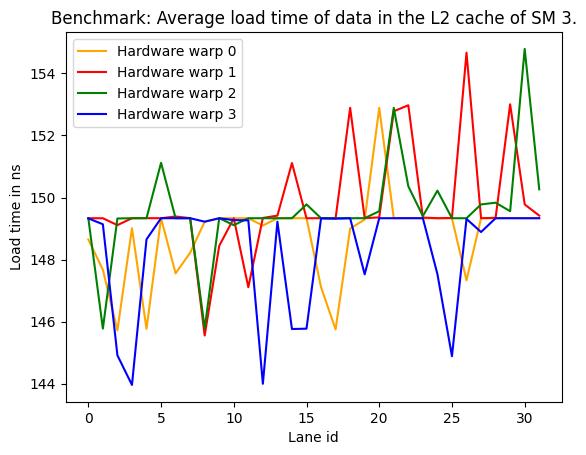 Benchmark: Average load time of data in the L2 cache of SM 3.
Hardware warp 0
Hardware warp 1
Hardware warp 2
Hardware warp 3
Load time in ns
154
152
150
148
146
144
0 5 10 15 20 25 30
Lane id